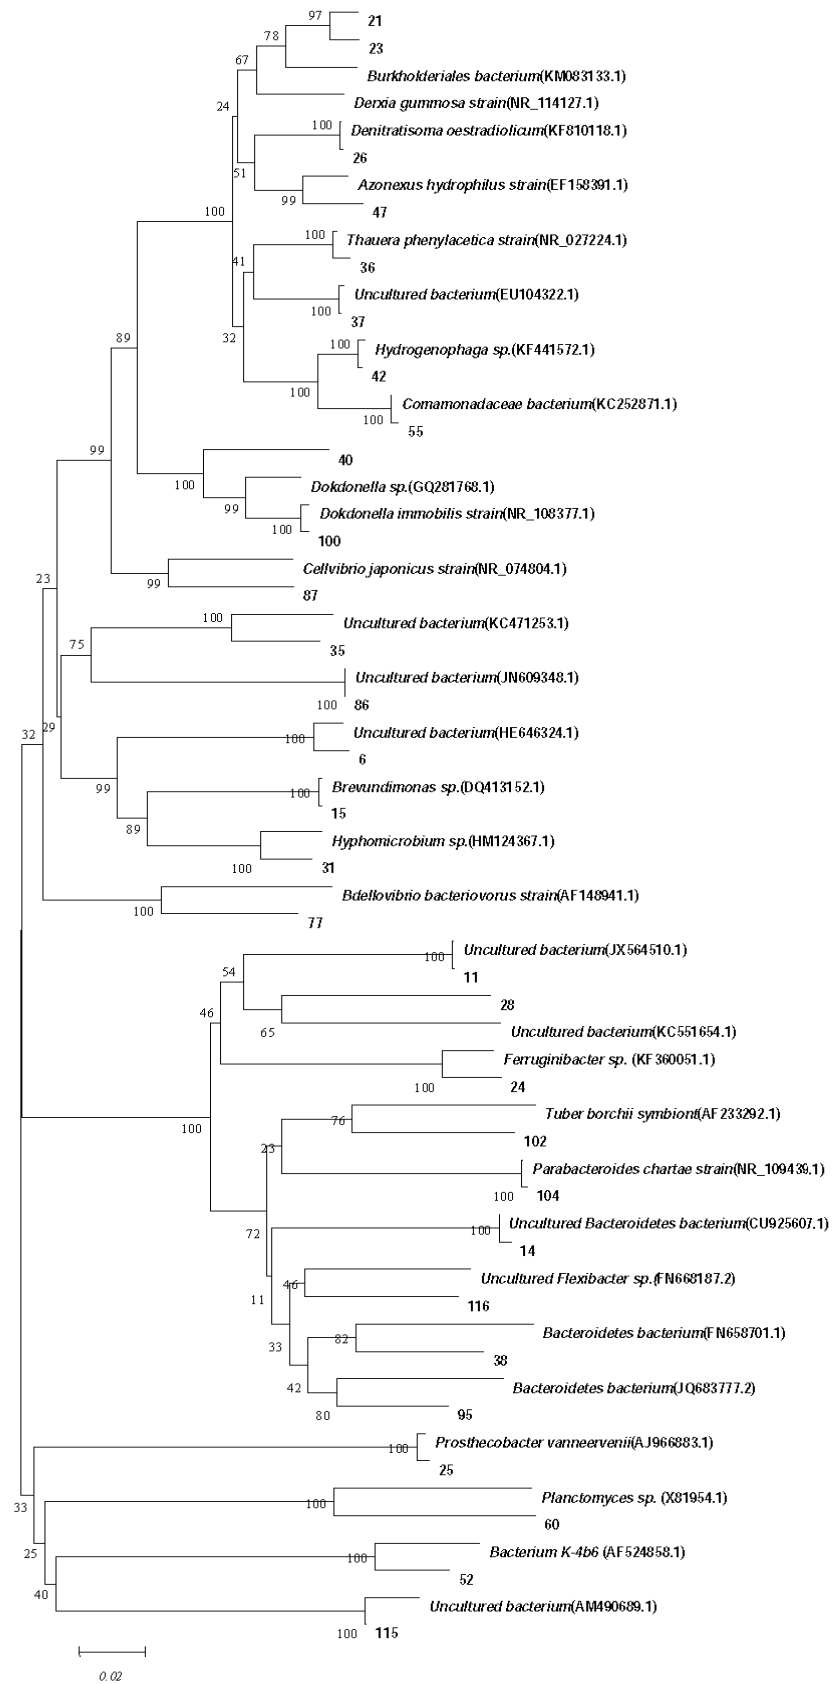 97
21
78
23
67
Burkholderiales bacterium(KM083133.1)
Derxia gummosa strain(NR_114127.1)
24
100
Denitratisoma oestradiolicum(KF810118.1)
26
51
Azonexus hydrophilus strain(EF158391.1)
99
47
100
100
Thauera phenylacetica strain(NR_027224.1)
41
36
Uncultured bacterium(EU104322.1)
100
37
32
89
100
Hydrogenophaga sp.(KF441572.1)
42
100
Comamonadaceae bacterium(KC252871.1)
100
55
99
40
100
Dokdonella sp.(GQ281768.1)
99
Dokdonella immobilis strain(NR_108377.1)
100
100
Cellvibrio japonicus strain(NR_074804.1)
99
87
23
100
Uncultured bacterium(KC471253.1)
75
35
Uncultured bacterium(JN609348.1)
100
86
29
32
Uncultured bacterium(HE646324.1)
100
6
99
Brevundimonas sp.(DQ413152.1)
100
15
89
Hyphomicrobium sp.(HM124367.1)
100
31
Bdellovibrio bacteriovorus strain(AF148941.1)
100
77
Uncultured bacterium(JX564510.1)
100
54
11
28
46
65
Uncultured bacterium(KC551654.1)
Ferruginibacter sp. (KF360051.1)
100
24
Tuber borchii symbiont(AF233292.1)
76
100
102
23
Parabacteroides chartae strain(NR_109439.1)
100
104
Uncultured Bacteroidetes bacterium(CU925607.1)
100
72
14
Uncultured Flexibacter sp.(FN668187.2)
46
11
116
Bacteroidetes bacterium(FN658701.1)
82
33
38
42
Bacteroidetes bacterium(JQ683777.2)
80
95
Prosthecobacter vanneervenii(AJ966883.1)
100
25
33
Planctomyces sp. (X81954.1)
100
60
25
Bacterium K-4b6 (AF524858.1)
100
52
40
Uncultured bacterium(AM490689.1)
100
115
0.02